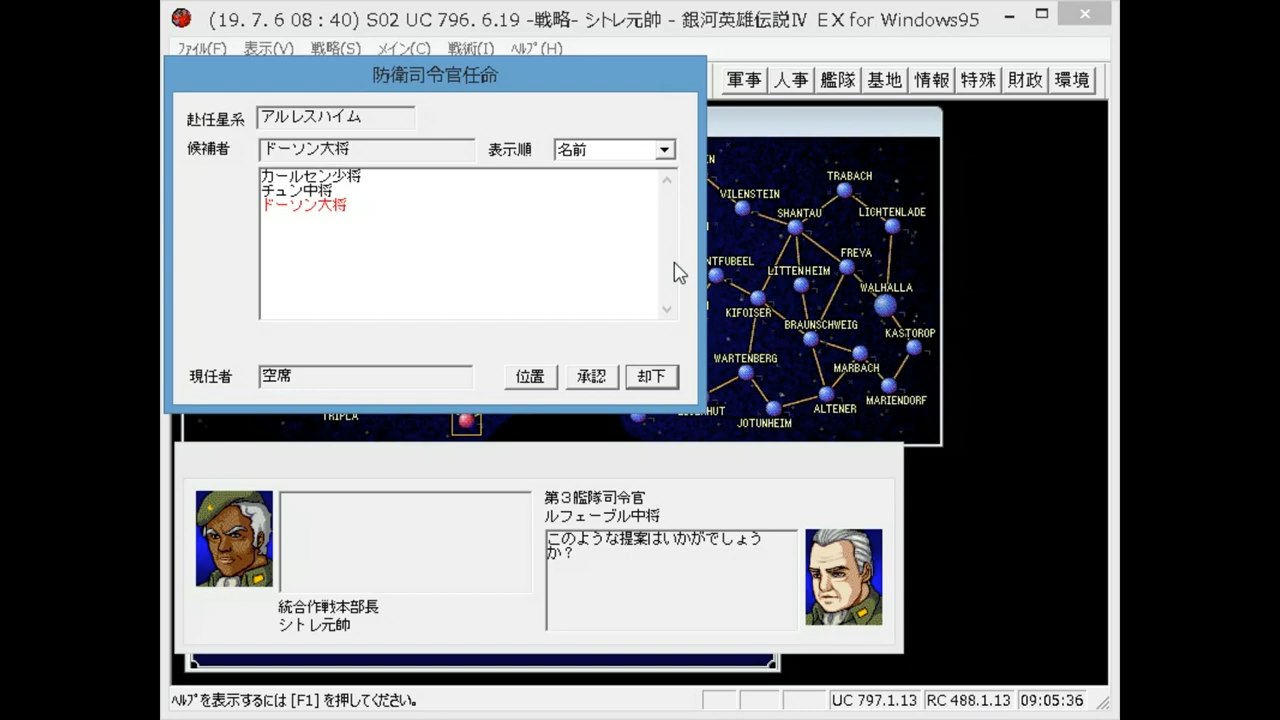 (19. 7. 6 08：40) S02 UC 796. 6.19 -戦略- シトレ元帥 - 銀河英雄伝説Ⅳ EX for Windows95
ﾌｧｲﾙ(F) 表示(V) 戦略(S) メイン(C) 戦術(I) ﾍﾙﾌﾟ(H)
防衛司令官任命
軍事 人事 艦隊 基地 情報 特殊 財政 環境
赴任星系 アルレスハイム
候補者 ドーソン大将 表示順 名前
カールセン少将
チュン中将
ドーソン大将
現任者 空席 位置 承認 却下
TRABACH
VILENSTEIN
SHANTAU
LICHTENLADE
NTFUBEEL
FREYA
LITTENHEIM
WALHALLA
KIFOISER
BRAUNSCHWEIG
KASTOROP
WARTENBERG
MARBACH
MARIENDORF
ALTENER
JOTUNHEIM
TRIPLA
第３艦隊司令官
ルフェーブル中将
このような提案はいかがでしょう
か？
統合作戦本部長
シトレ元帥
ﾍﾙﾌﾟを表示するには [F1] を押してください。 UC 797.1.13 RC 488.1.13 09:05:36